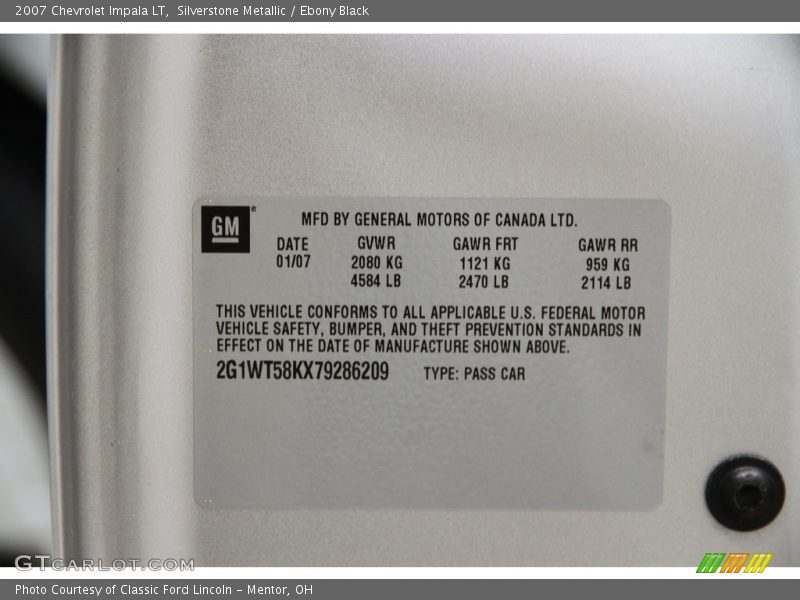 2007 Chevrolet Impala LT, Silverstone Metallic / Ebony Black
GM
MFD BY GENERAL MOTORS OF CANADA LTD.
DATE GVWR GAWR FRT GAWR RR
01/07 2080 KG 1121 KG 959 KG
4584 LB 2470 LB 2114 LB
THIS VEHICLE CONFORMS TO ALL APPLICABLE U.S. FEDERAL MOTOR
VEHICLE SAFETY, BUMPER, AND THEFT PREVENTION STANDARDS IN
EFFECT ON THE DATE OF MANUFACTURE SHOWN ABOVE.
2G1WT58KX79286209 TYPE: PASS CAR
GTCARLOT.COM
Photo Courtesy of Classic Ford Lincoln - Mentor, OH